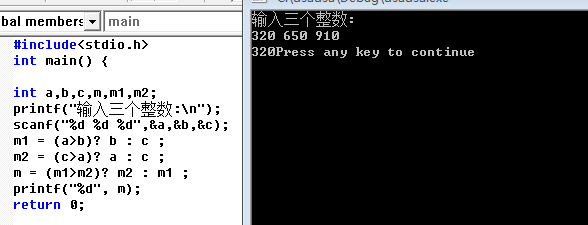 bal members
main
#include<stdio.h>
int main() {
int a,b,c,m,m1,m2;
printf("输入三个整数:\n");
scanf("%d %d %d",&a,&b,&c);
m1 = (a>b)? b : c ;
m2 = (c>a)? a : c ;
m = (m1>m2)? m2 : m1 ;
printf("%d", m);
return 0;
输入三个整数:
320 650 910
320Press any key to continue